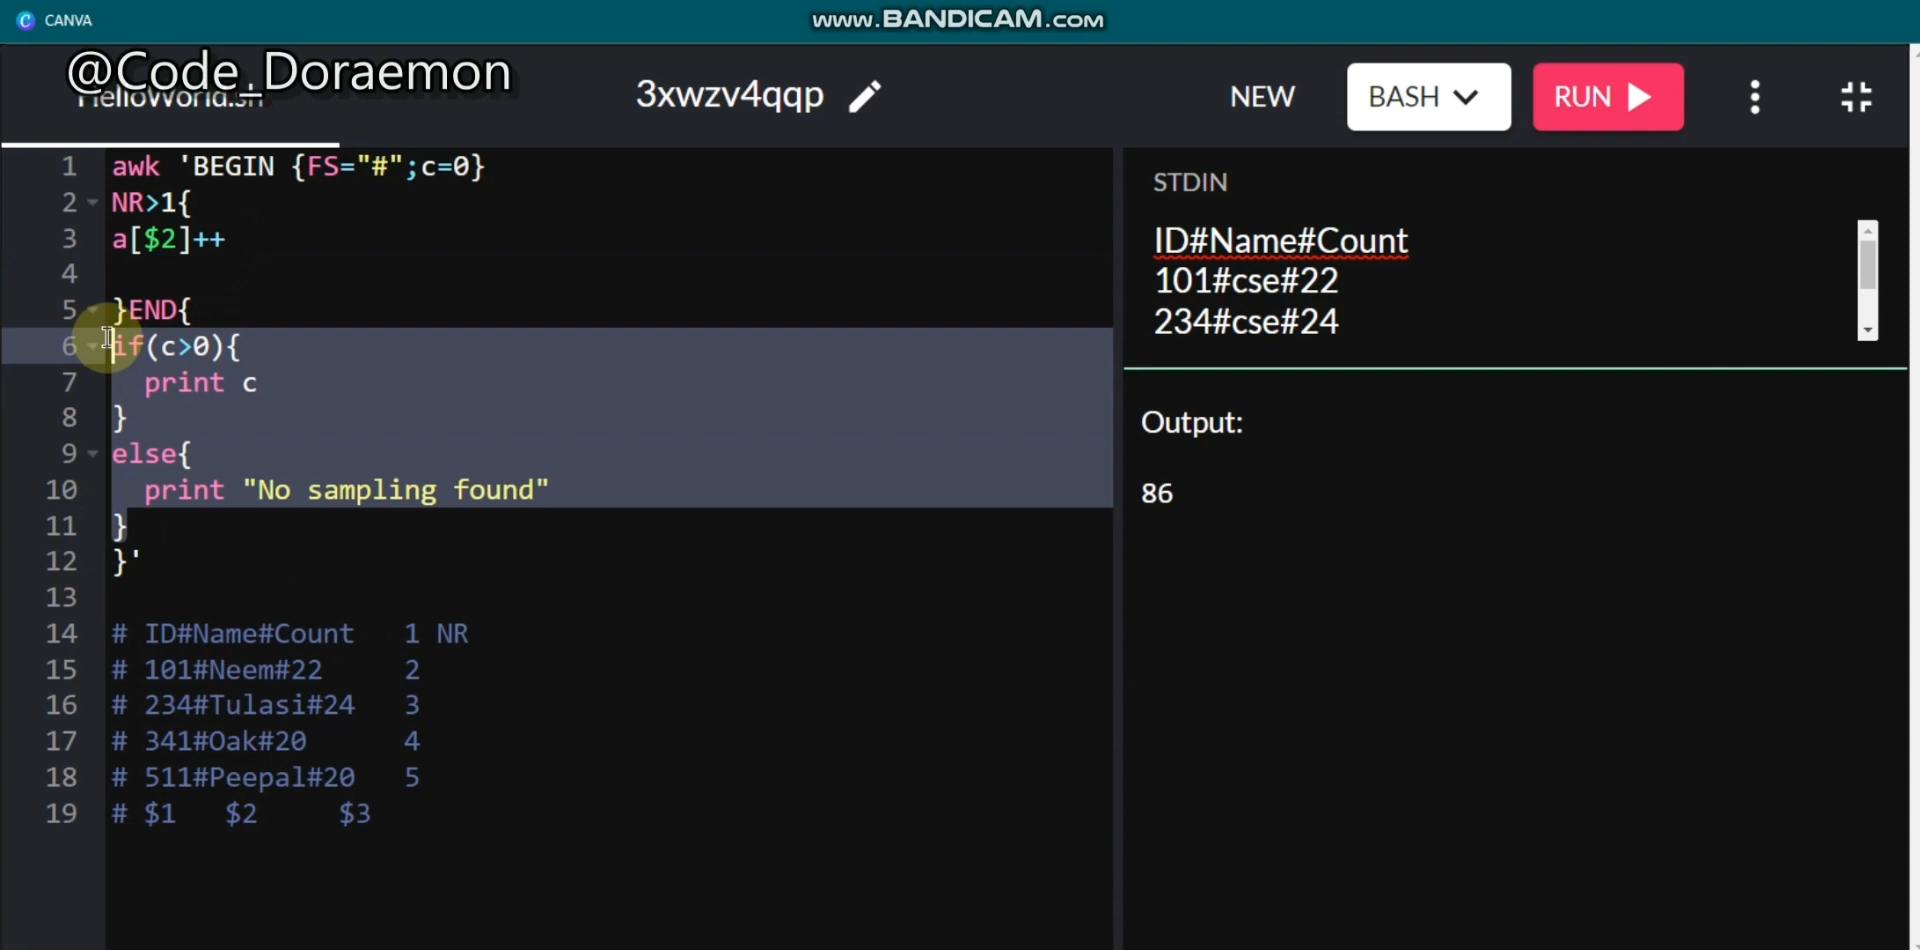 CANVA
www.BANDICAM.com
@Code_Doraemon
HelloWorld.sh
3xwzv4qqp
NEW
BASH
RUN
1 awk 'BEGIN {FS="#";c=0}
2 NR>1{
3 a[$2]++
4
5 }END{
6 if(c>0){
7 print c
8 }
9 else{
10 print "No sampling found"
11 }
12 }'
13
14 # ID#Name#Count 1 NR
15 # 101#Neem#22 2
16 # 234#Tulasi#24 3
17 # 341#Oak#20 4
18 # 511#Peepal#20 5
19 # $1 $2 $3
STDIN
ID#Name#Count
101#cse#22
234#cse#24
Output:
86